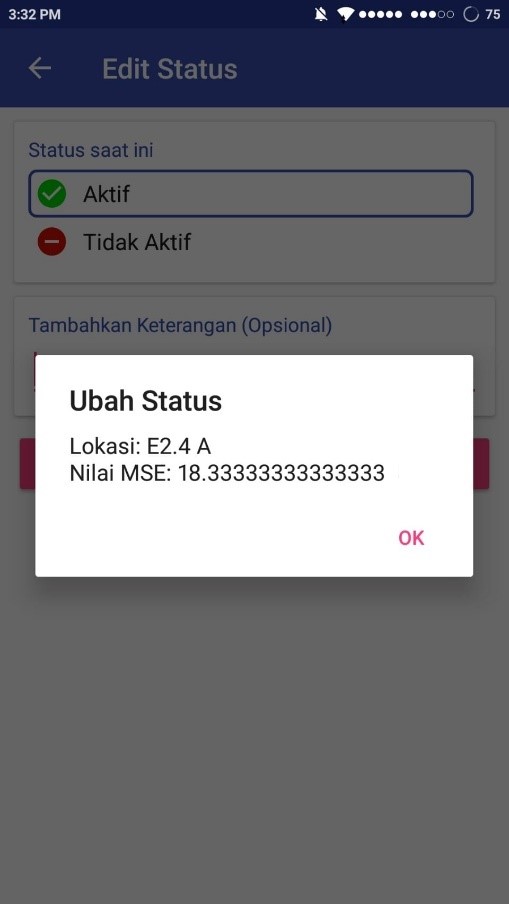 3:32 PM
75
Edit Status
Status saat ini
Aktif
Tidak Aktif
Tambahkan Keterangan (Opsional)
Ubah Status
Lokasi: E2.4 A
Nilai MSE: 18.33333333333333
OK